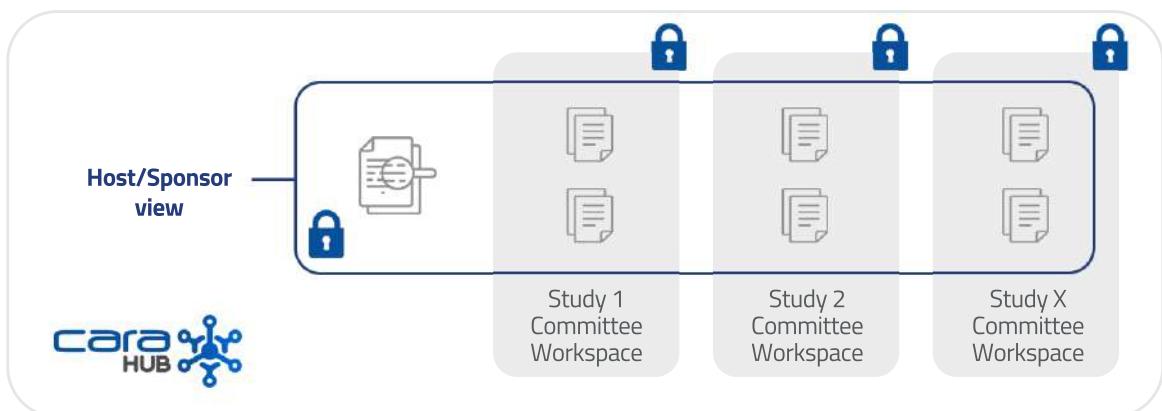 Host/Sponsor
view
Study 1
Committee
Workspace
Study 2
Committee
Workspace
Study X
Committee
Workspace
cara
HUB